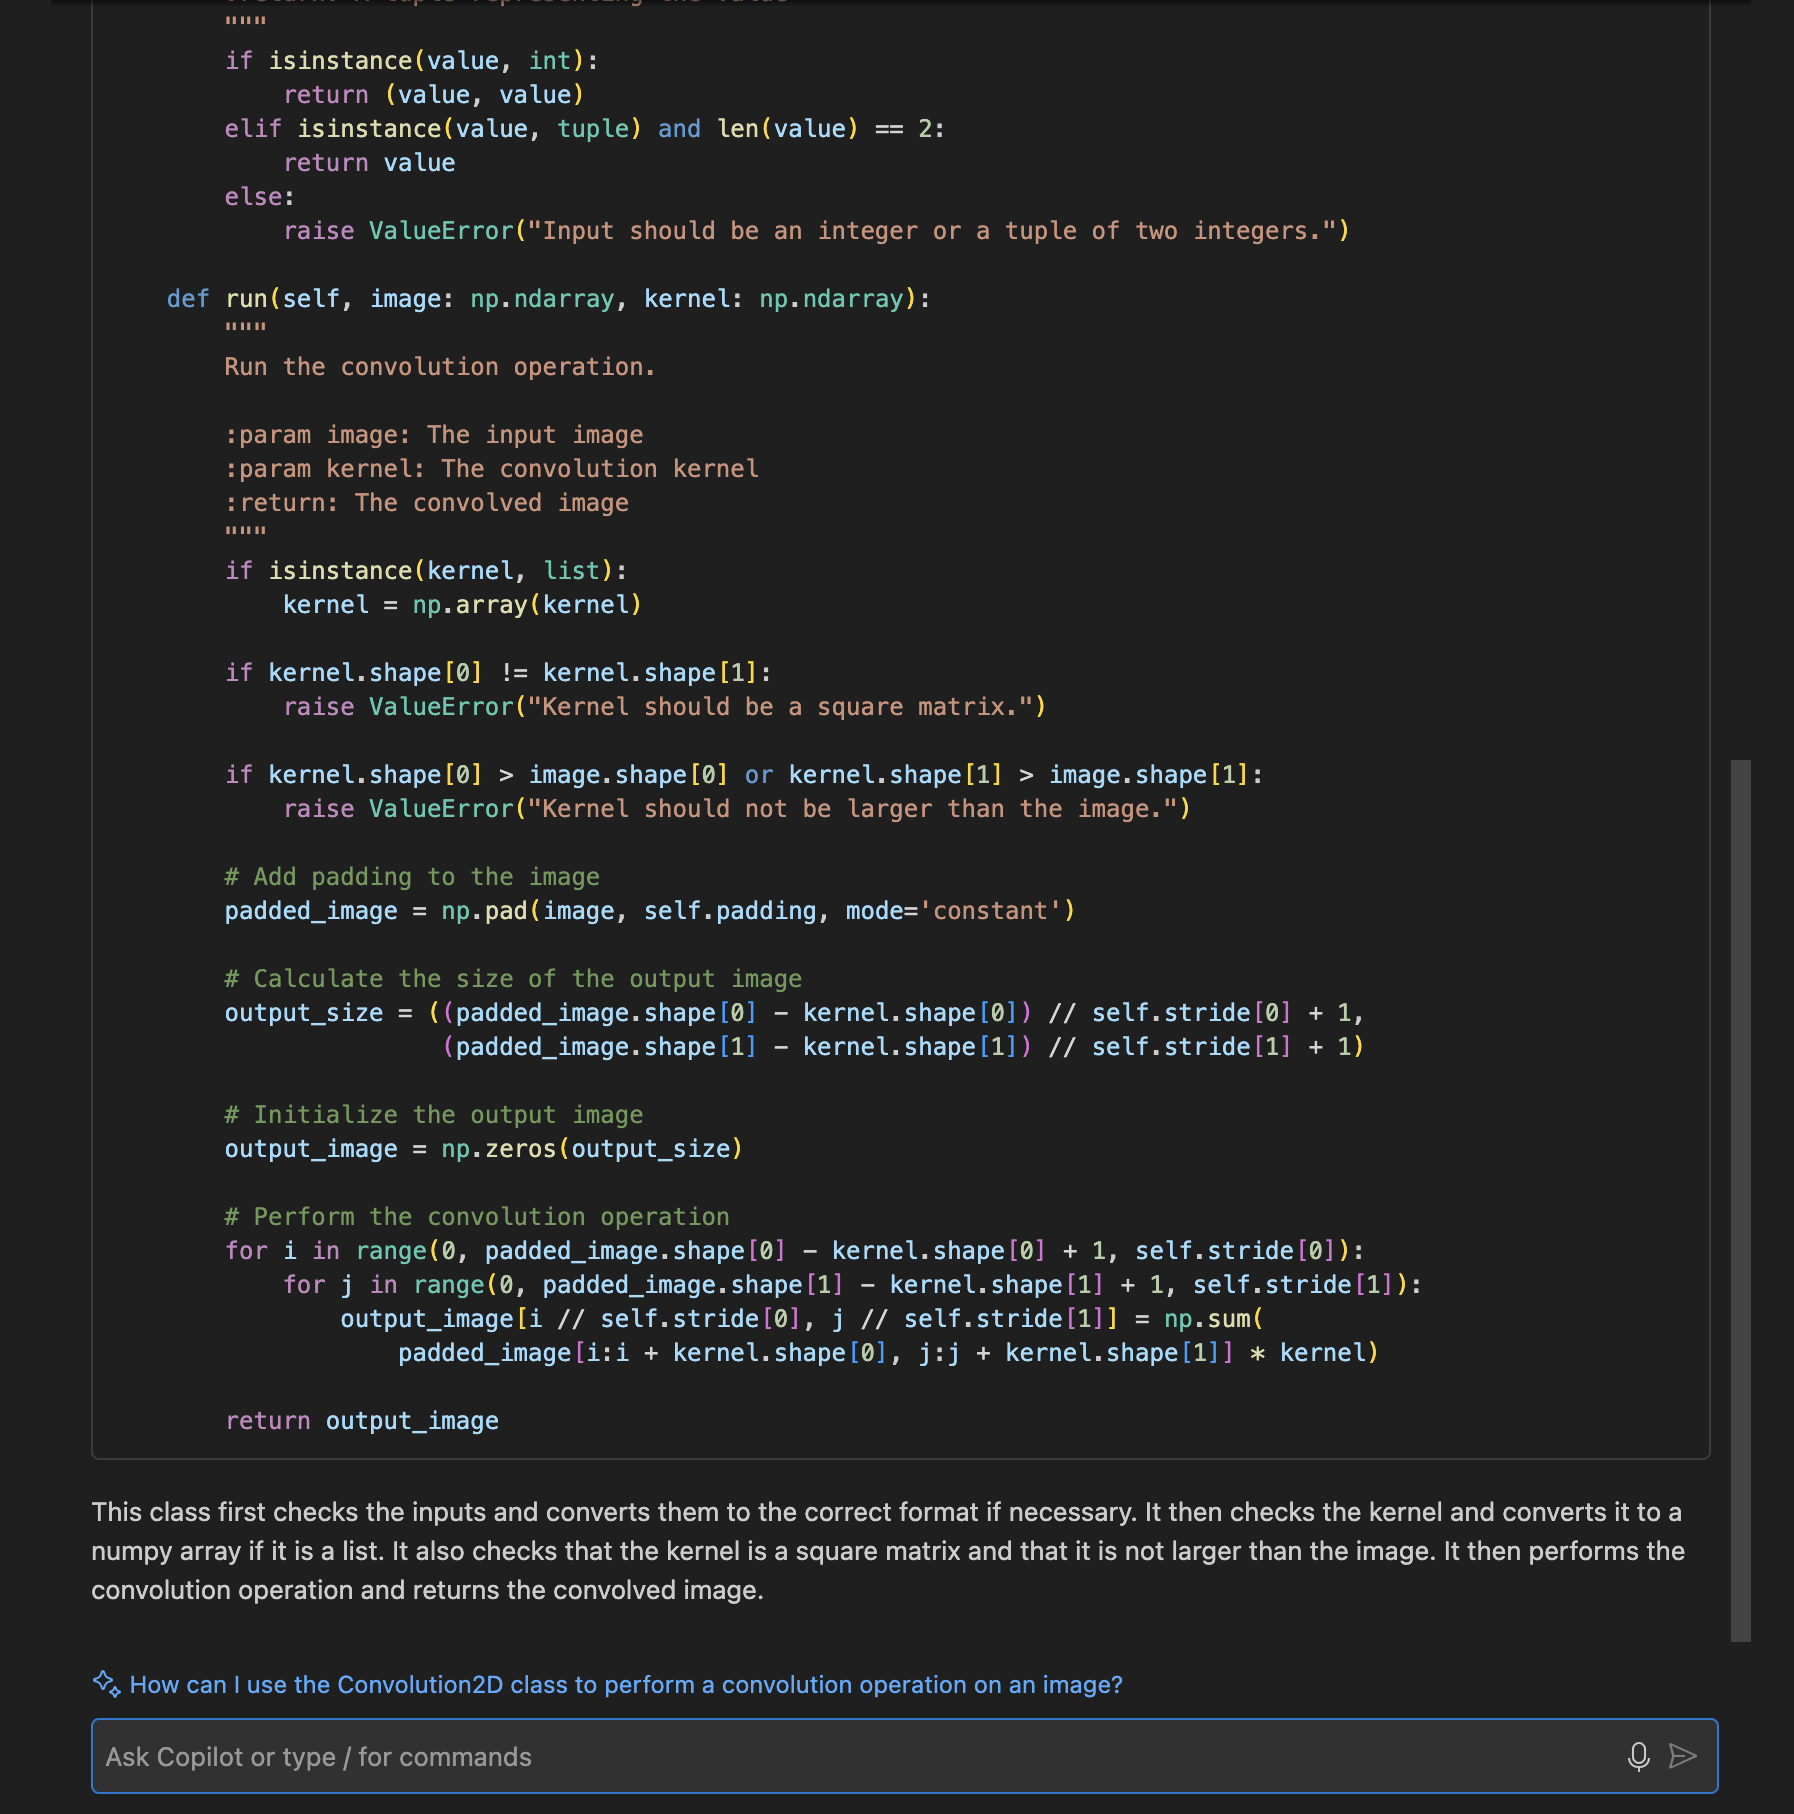 """
if isinstance(value, int):
    return (value, value)
elif isinstance(value, tuple) and len(value) == 2:
    return value
else:
    raise ValueError("Input should be an integer or a tuple of two integers.")
def run(self, image: np.ndarray, kernel: np.ndarray):
"""
Run the convolution operation.
:param image: The input image
:param kernel: The convolution kernel
:return: The convolved image
"""
if isinstance(kernel, list):
    kernel = np.array(kernel)
if kernel.shape[0] != kernel.shape[1]:
    raise ValueError("Kernel should be a square matrix.")
if kernel.shape[0] > image.shape[0] or kernel.shape[1] > image.shape[1]:
    raise ValueError("Kernel should not be larger than the image.")
# Add padding to the image
padded_image = np.pad(image, self.padding, mode='constant')
# Calculate the size of the output image
output_size = ((padded_image.shape[0] - kernel.shape[0]) // self.stride[0] + 1,
               (padded_image.shape[1] - kernel.shape[1]) // self.stride[1] + 1)
# Initialize the output image
output_image = np.zeros(output_size)
# Perform the convolution operation
for i in range(0, padded_image.shape[0] - kernel.shape[0] + 1, self.stride[0]):
    for j in range(0, padded_image.shape[1] - kernel.shape[1] + 1, self.stride[1]):
        output_image[i // self.stride[0], j // self.stride[1]] = np.sum(
            padded_image[i:i + kernel.shape[0], j:j + kernel.shape[1]] * kernel)
return output_image
This class first checks the inputs and converts them to the correct format if necessary. It then checks the kernel and converts it to a
numpy array if it is a list. It also checks that the kernel is a square matrix and that it is not larger than the image. It then performs the
convolution operation and returns the convolved image.
How can I use the Convolution2D class to perform a convolution operation on an image?
Ask Copilot or type / for commands